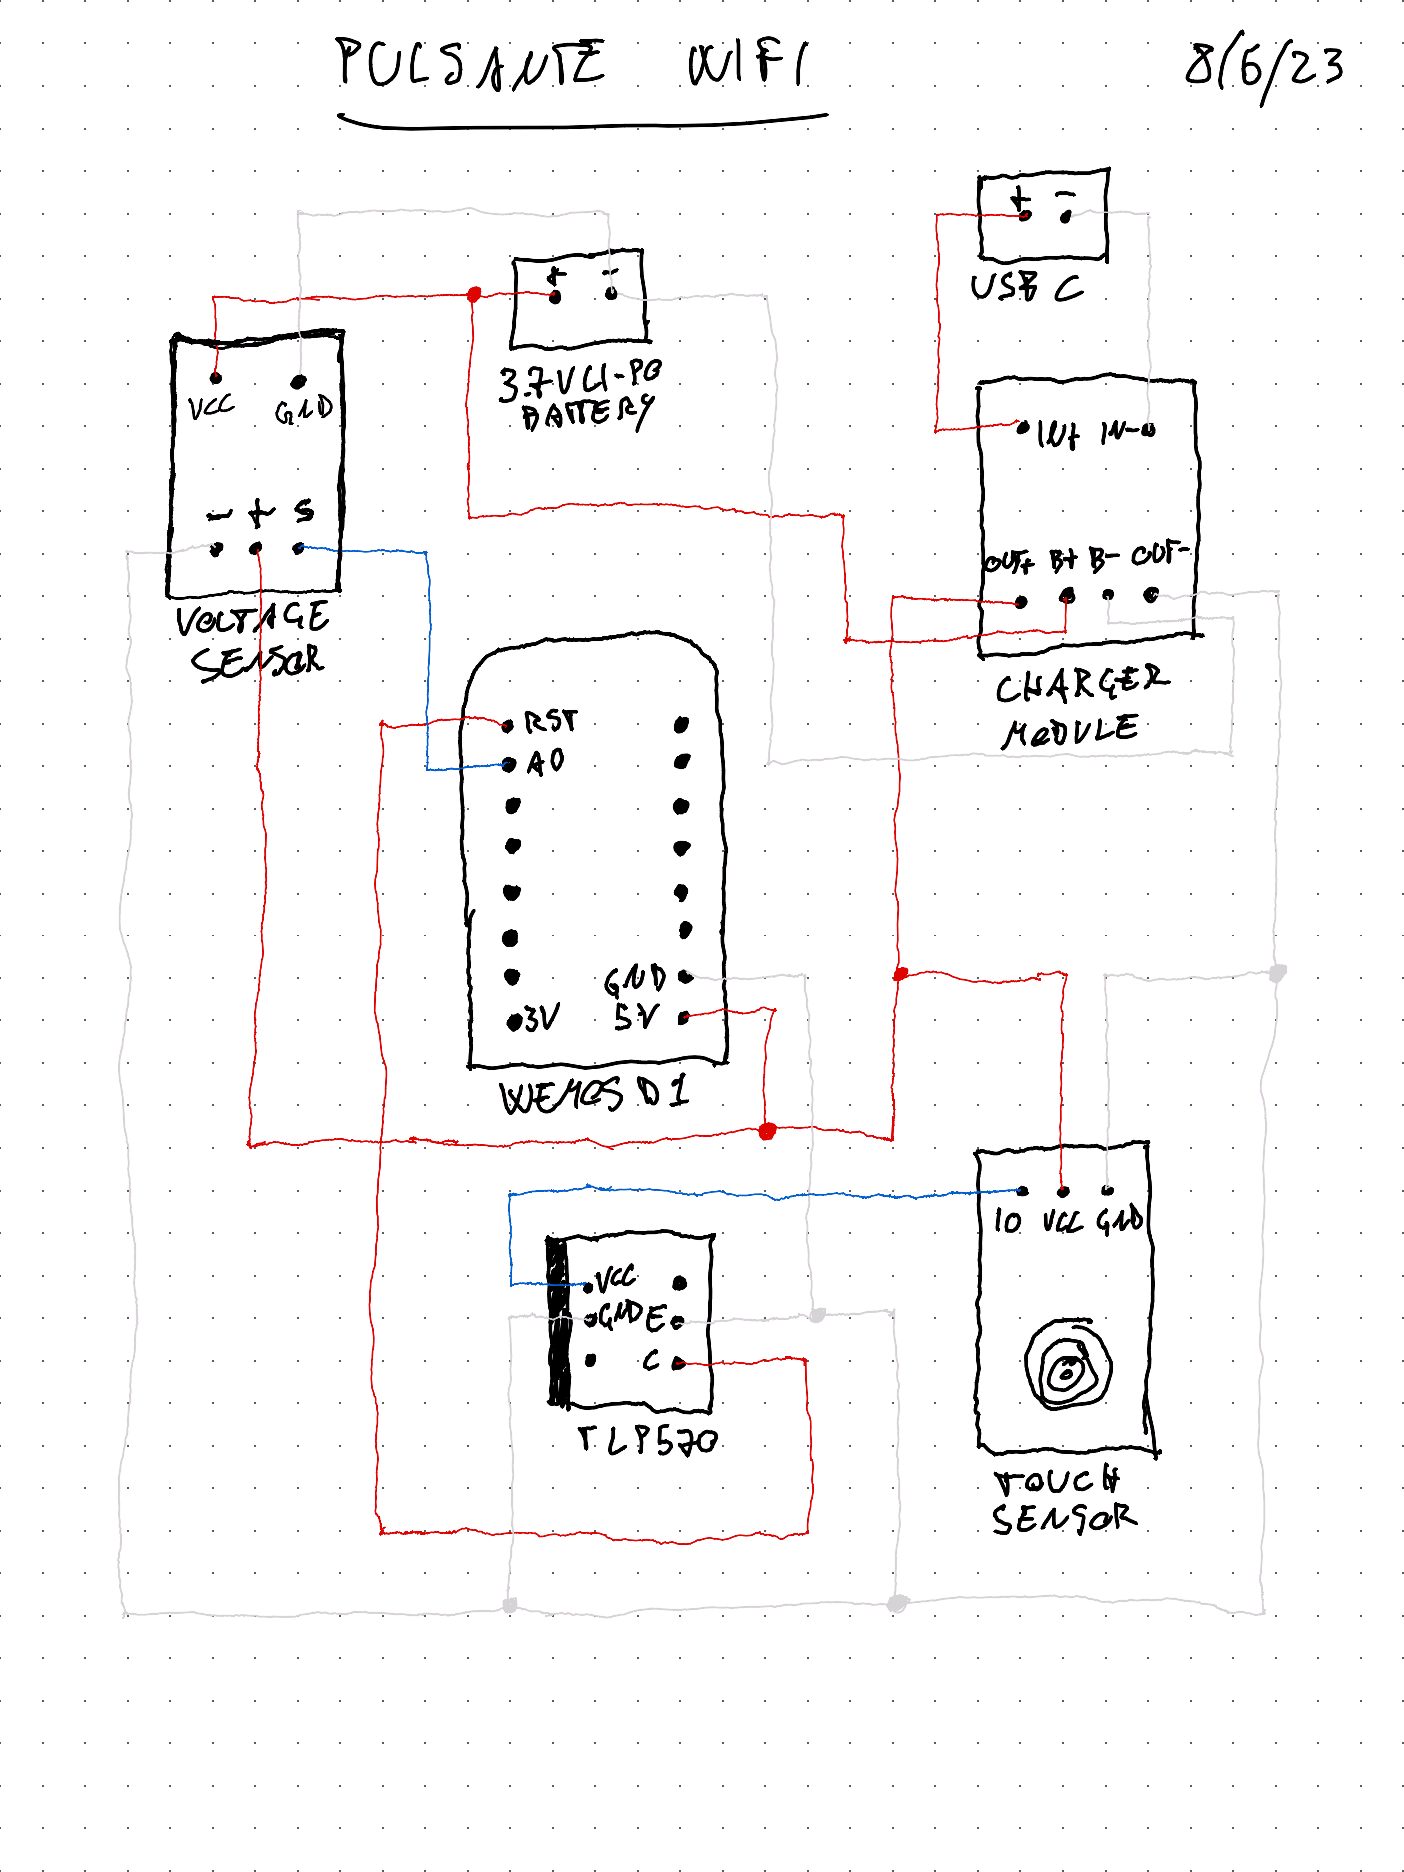 PULSANTE WIFI
8/6/23
+ -
USB C
+ -
3.7V LI-PO
BATTERY
VCC GND
- + S
VOLTAGE
SENSOR
IN+ IN-
OUT+ B+ B- OUT-
CHARGER
MODULE
RST
A0
GND
3V 5V
WEMOS D1
IO VCC GND
TOUCH
SENSOR
VCC
GND E
C
TLP570